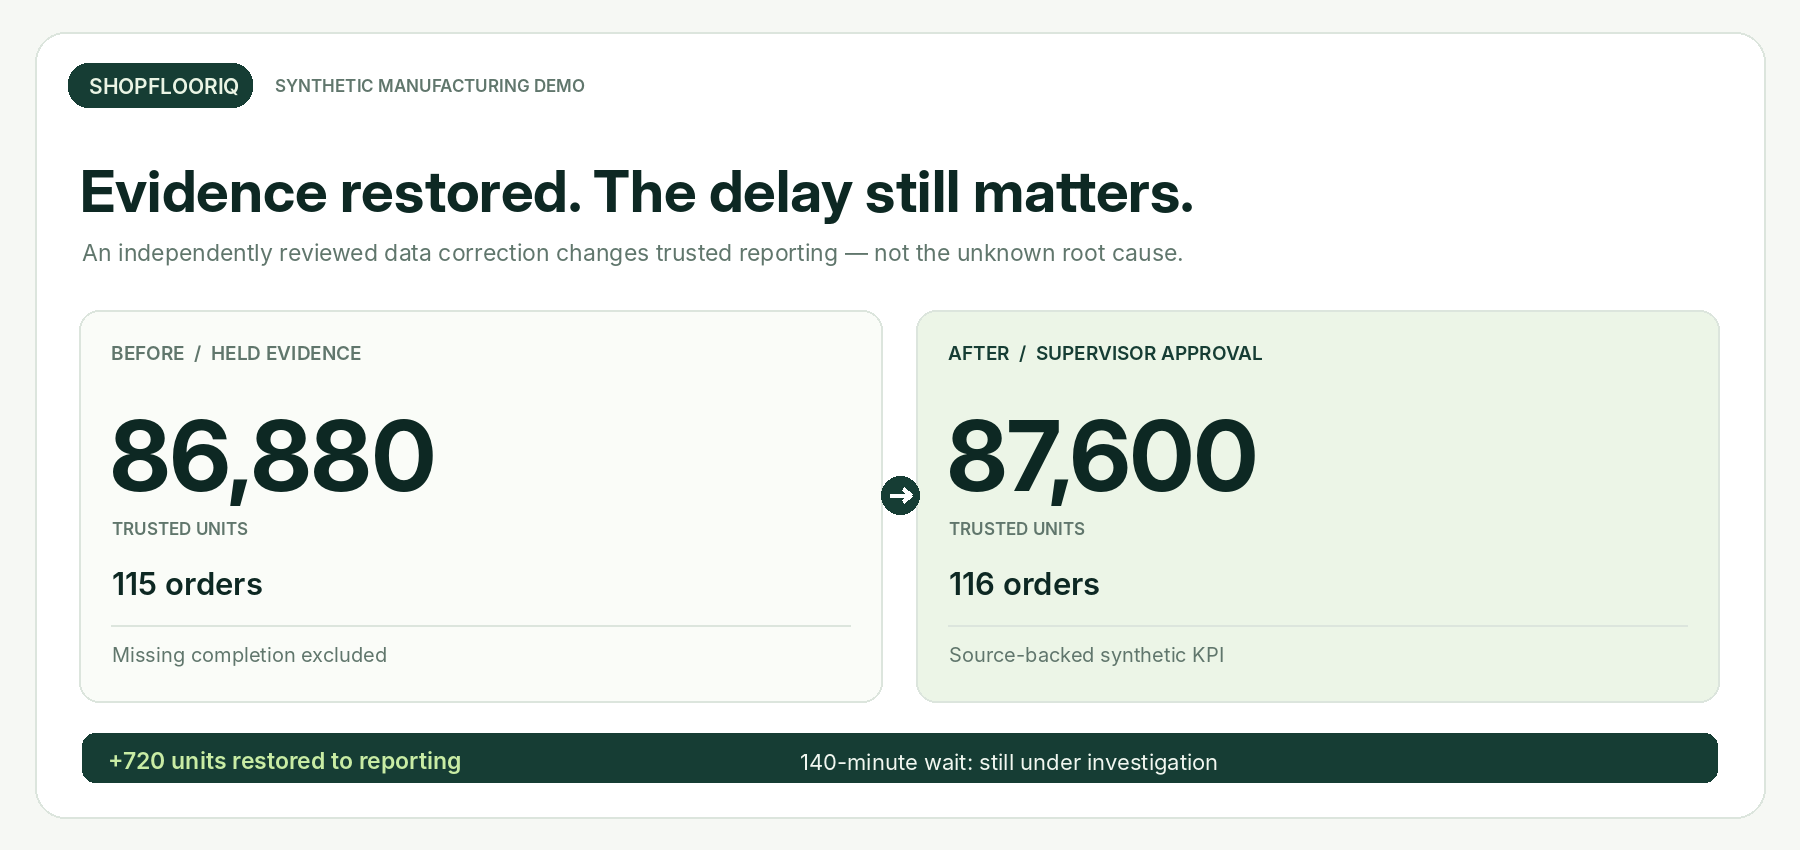 SHOPFLOORIQ
SYNTHETIC MANUFACTURING DEMO
Evidence restored. The delay still matters.
An independently reviewed data correction changes trusted reporting — not the unknown root cause.
BEFORE / HELD EVIDENCE
86,880
TRUSTED UNITS
115 orders
Missing completion excluded
AFTER / SUPERVISOR APPROVAL
87,600
TRUSTED UNITS
116 orders
Source-backed synthetic KPI
+720 units restored to reporting
140-minute wait: still under investigation